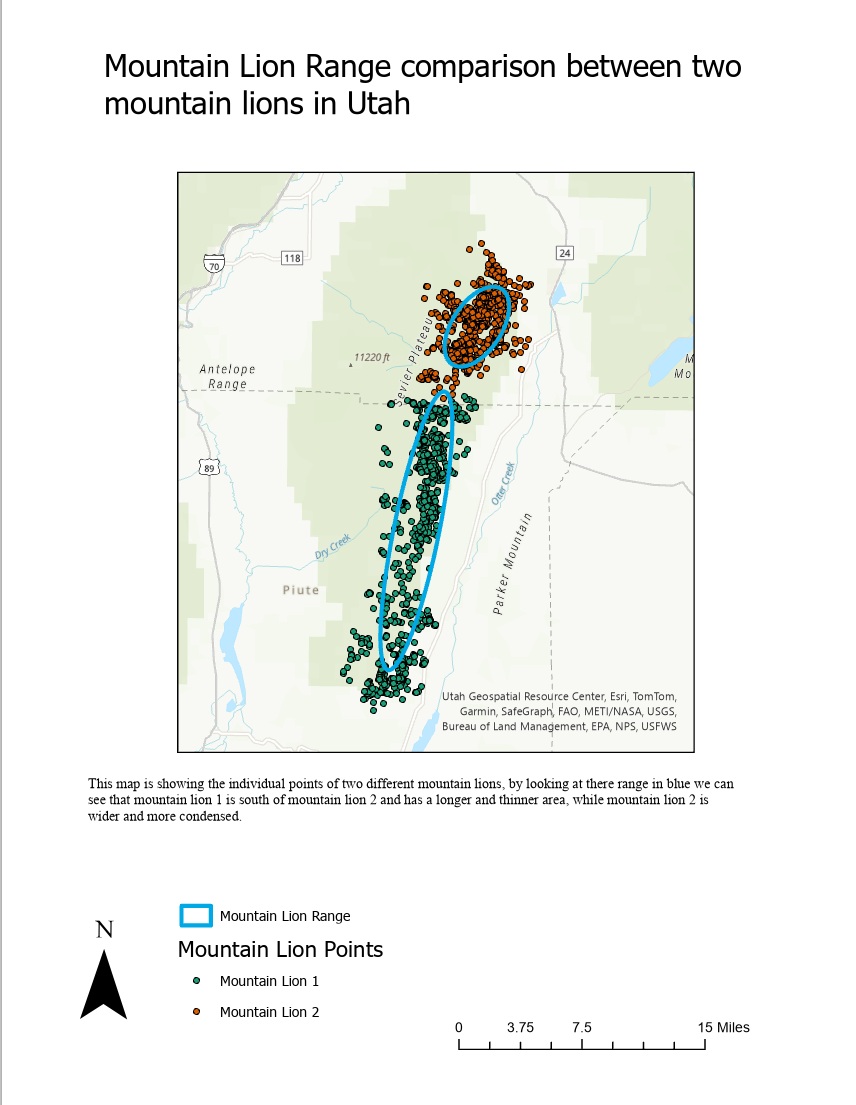 Mountain Lion Range comparison between two
mountain lions in Utah
24
118
70
Sevier Plateau
11220 ft
M
Mo
Antelope
Range
89
Otter Creek
Dry Creek
Parker Mountain
Piute
Utah Geospatial Resource Center, Esri, TomTom,
Garmin, SafeGraph, FAO, METI/NASA, USGS,
Bureau of Land Management, EPA, NPS, USFWS
This map is showing the individual points of two different mountain lions, by looking at there range in blue we can
see that mountain lion 1 is south of mountain lion 2 and has a longer and thinner area, while mountain lion 2 is
wider and more condensed.
Mountain Lion Range
N
Mountain Lion Points
Mountain Lion 1
Mountain Lion 2
0 3.75 7.5 15 Miles